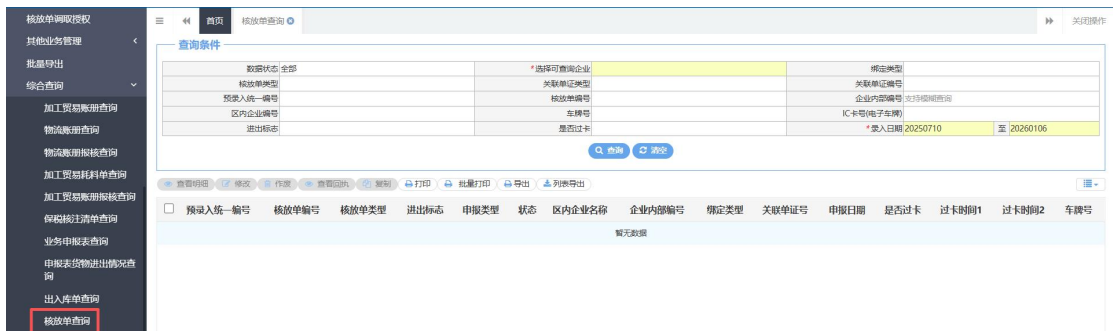 核放单调取授权
其他业务管理
批量导出
综合查询
加工贸易账册查询
物流账册查询
物流账册报核查询
加工贸易耗料单查询
加工贸易账册报核查询
保税核注清单查询
业务申报表查询
申报表货物进出情况查
询
出入库单查询
核放单查询
首页 核放单查询 关闭操作
查询条件
数据状态 全部 *选择可查询企业 绑定类型
核放单类型 关联单证类型 关联单证编号
预录入统一编号 核放单编号 企业内部编号 支持模糊查询
区内企业编号 车牌号 IC卡号(电子车牌)
进出标志 是否过卡 *录入日期 20250710 至 20260106
查询 清空
查看明细 修改 作废 查看回执 复制 打印 批量打印 导出 列表导出
预录入统一编号 核放单编号 核放单类型 进出标志 申报类型 状态 区内企业名称 企业内部编号 绑定类型 关联单证号 申报日期 是否过卡 过卡时间1 过卡时间2 车牌号
暂无数据